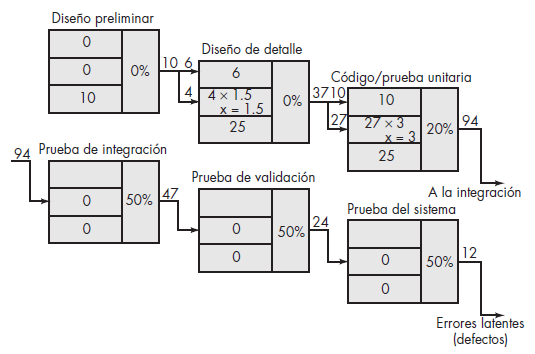 Diseño preliminar
0
0
10
0%
10 6
4
Diseño de detalle
6
4 × 1.5
x = 1.5
25
0%
37 10
27
Código/prueba unitaria
10
27 × 3
x = 3
25
20%
94
A la integración
94
Prueba de integración
0
0
50%
47
Prueba de validación
0
0
50%
24
Prueba del sistema
0
0
50%
12
Errores latentes
(defectos)